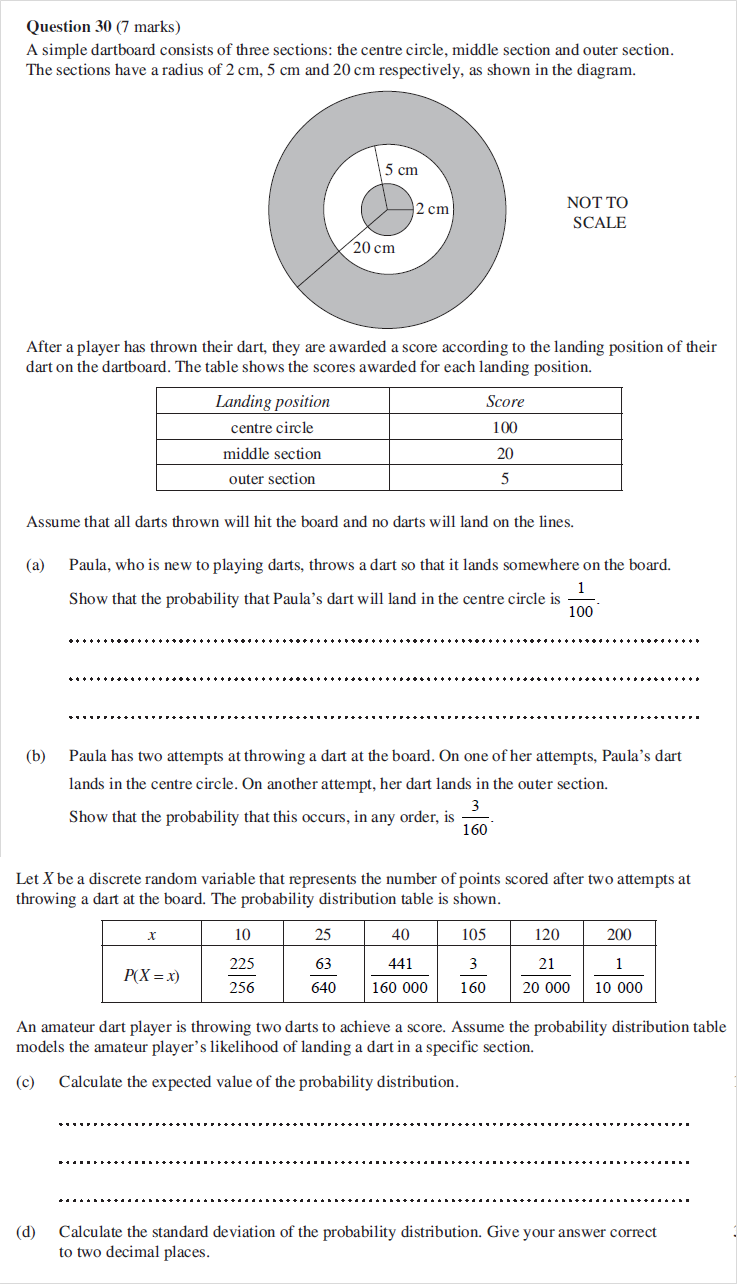 Question 30 (7 marks)
A simple dartboard consists of three sections: the centre circle, middle section and outer section.
The sections have a radius of 2 cm, 5 cm and 20 cm respectively, as shown in the diagram.
5 cm
2 cm
20 cm
NOT TO
SCALE
After a player has thrown their dart, they are awarded a score according to the landing position of their
dart on the dartboard. The table shows the scores awarded for each landing position.
Landing position Score
centre circle 100
middle section 20
outer section 5
Assume that all darts thrown will hit the board and no darts will land on the lines.
(a) Paula, who is new to playing darts, throws a dart so that it lands somewhere on the board.
Show that the probability that Paula's dart will land in the centre circle is 1/100.
(b) Paula has two attempts at throwing a dart at the board. On one of her attempts, Paula's dart
lands in the centre circle. On another attempt, her dart lands in the outer section.
Show that the probability that this occurs, in any order, is 3/160.
Let X be a discrete random variable that represents the number of points scored after two attempts at
throwing a dart at the board. The probability distribution table is shown.
x 10 25 40 105 120 200
P(X = x) 225/256 63/640 441/160 000 3/160 21/20 000 1/10 000
An amateur dart player is throwing two darts to achieve a score. Assume the probability distribution table
models the amateur player's likelihood of landing a dart in a specific section.
(c) Calculate the expected value of the probability distribution.
(d) Calculate the standard deviation of the probability distribution. Give your answer correct
to two decimal places.